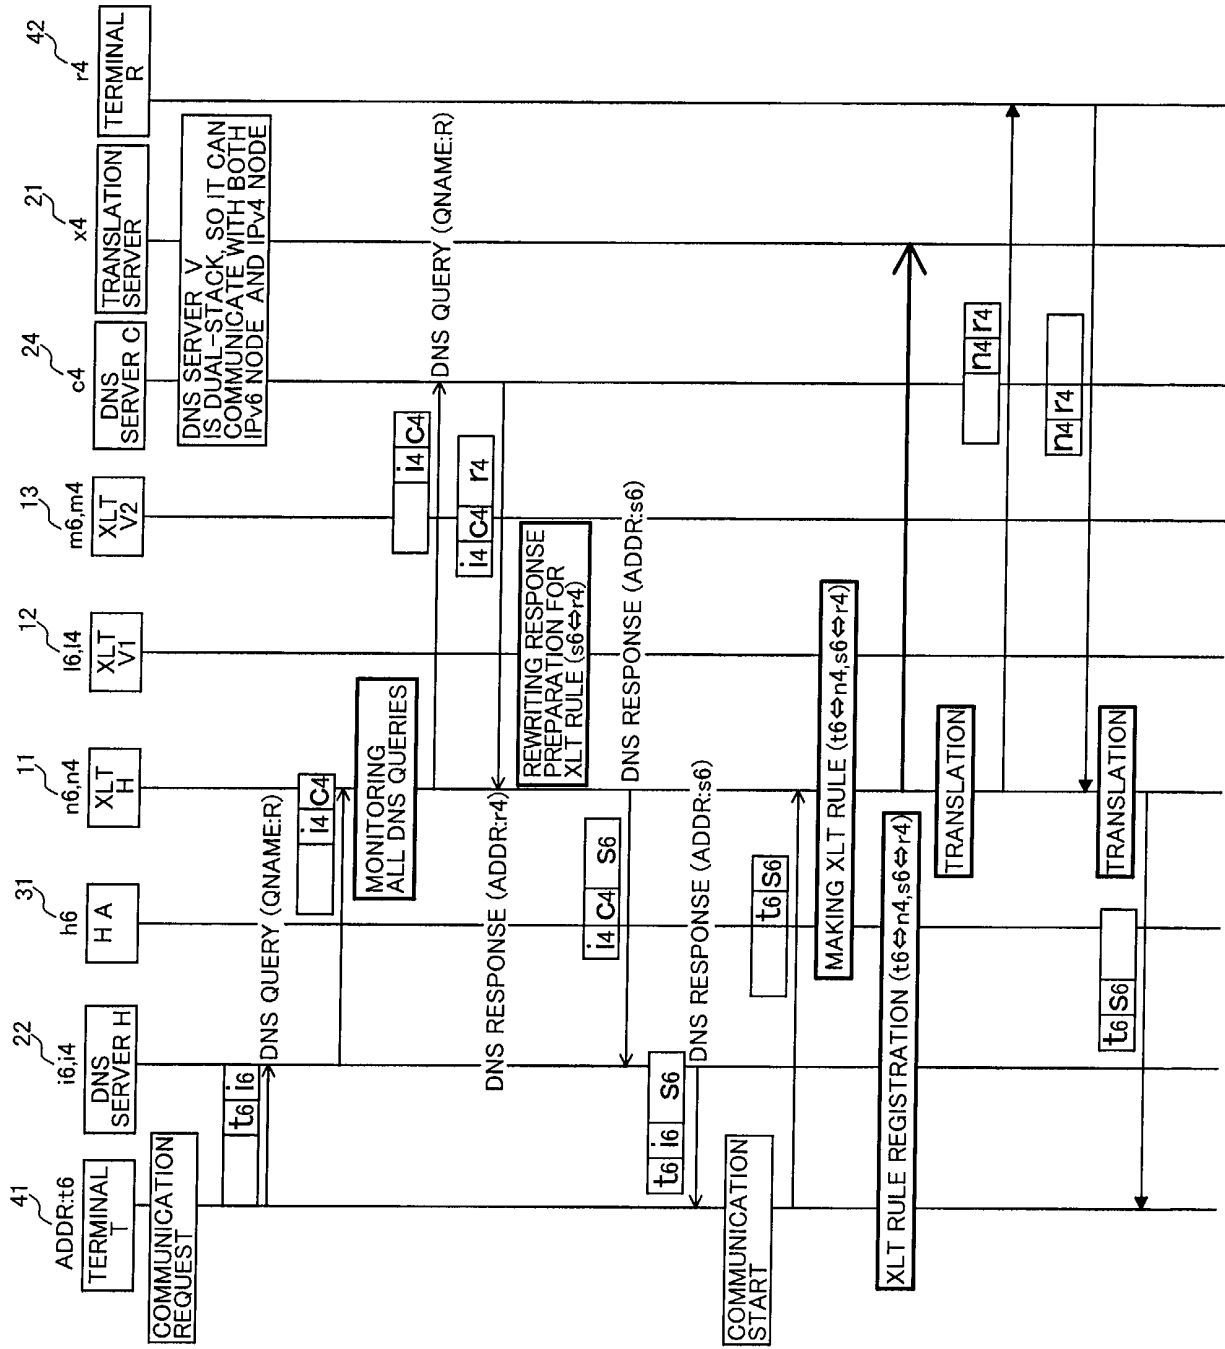 41
ADDR:t6
TERMINAL
T
22
i6,i4
DNS
SERVER H
31
h6
H A
11
n6,n4
XLT
H
12
l6,l4
XLT
V1
13
m6,m4
XLT
V2
24
c4
DNS
SERVER C
21
x4
TRANSLATION
SERVER
42
r4
TERMINAL
R
COMMUNICATION
REQUEST
DNS SERVER V
IS DUAL-STACK, SO IT CAN
COMMUNICATE WITH BOTH
IPv6 NODE AND IPv4 NODE
t6 i6
DNS QUERY (QNAME:R)
i4 c4
MONITORING
ALL DNS QUERIES
i4 c4
DNS QUERY (QNAME:R)
i4 c4 r4
DNS RESPONSE (ADDR:r4)
REWRITING RESPONSE
PREPARATION FOR
XLT RULE (s6⇔r4)
i4 c4 s6
DNS RESPONSE (ADDR:s6)
t6 i6 s6
DNS RESPONSE (ADDR:s6)
COMMUNICATION
START
t6 s6
MAKING XLT RULE (t6⇔n4,s6⇔r4)
XLT RULE REGISTRATION (t6⇔n4,s6⇔r4)
TRANSLATION
n4 r4
n4 r4
TRANSLATION
t6 s6